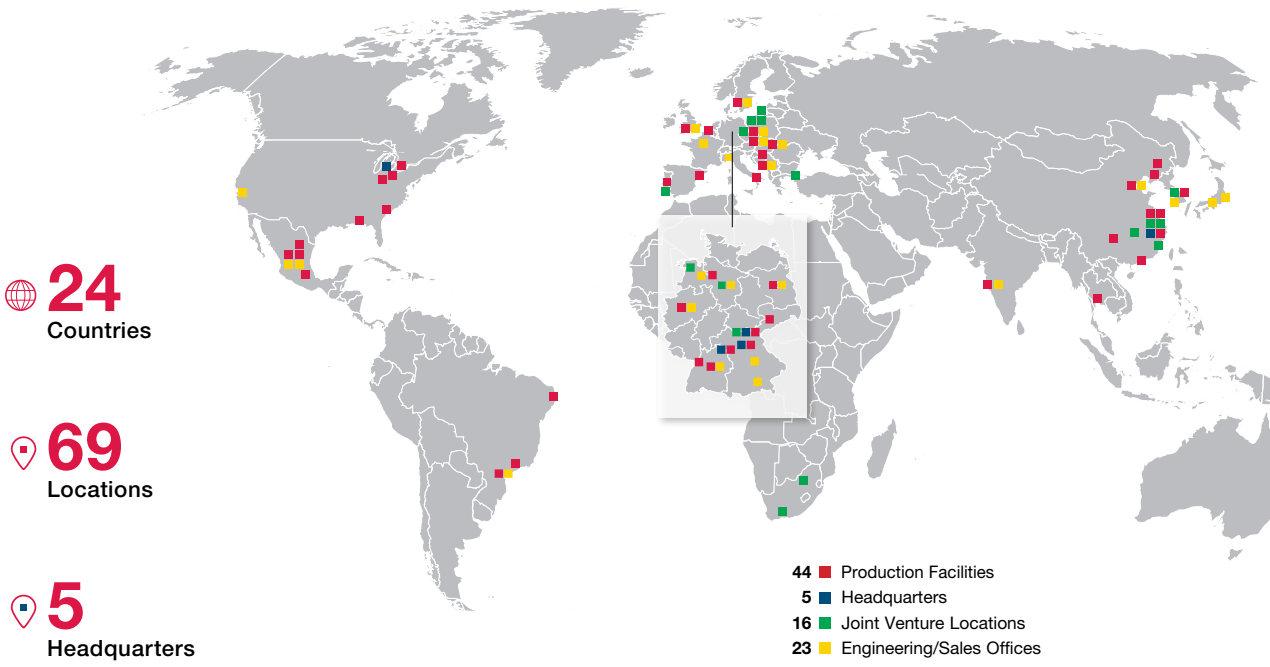 24
Countries
69
Locations
5
Headquarters
44 Production Facilities
5 Headquarters
16 Joint Venture Locations
23 Engineering/Sales Offices